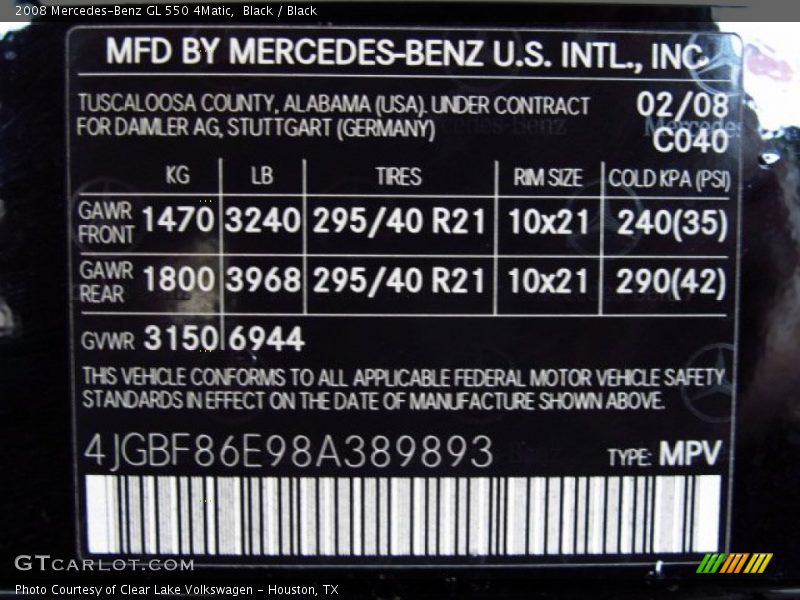 2008 Mercedes-Benz GL 550 4Matic, Black / Black
MFD BY MERCEDES-BENZ U.S. INTL., INC
TUSCALOOSA COUNTY, ALABAMA (USA). UNDER CONTRACT 02/08
FOR DAIMLER AG, STUTTGART (GERMANY) C040
KG LB TIRES RIM SIZE COLD KPA (PSI)
GAWR FRONT 1470 3240 295/40 R21 10x21 240(35)
GAWR REAR 1800 3968 295/40 R21 10x21 290(42)
GVWR 3150 6944
THIS VEHICLE CONFORMS TO ALL APPLICABLE FEDERAL MOTOR VEHICLE SAFETY
STANDARDS IN EFFECT ON THE DATE OF MANUFACTURE SHOWN ABOVE.
4JGBF86E98A389893 TYPE: MPV
GTCARLOT.COM
Photo Courtesy of Clear Lake Volkswagen - Houston, TX